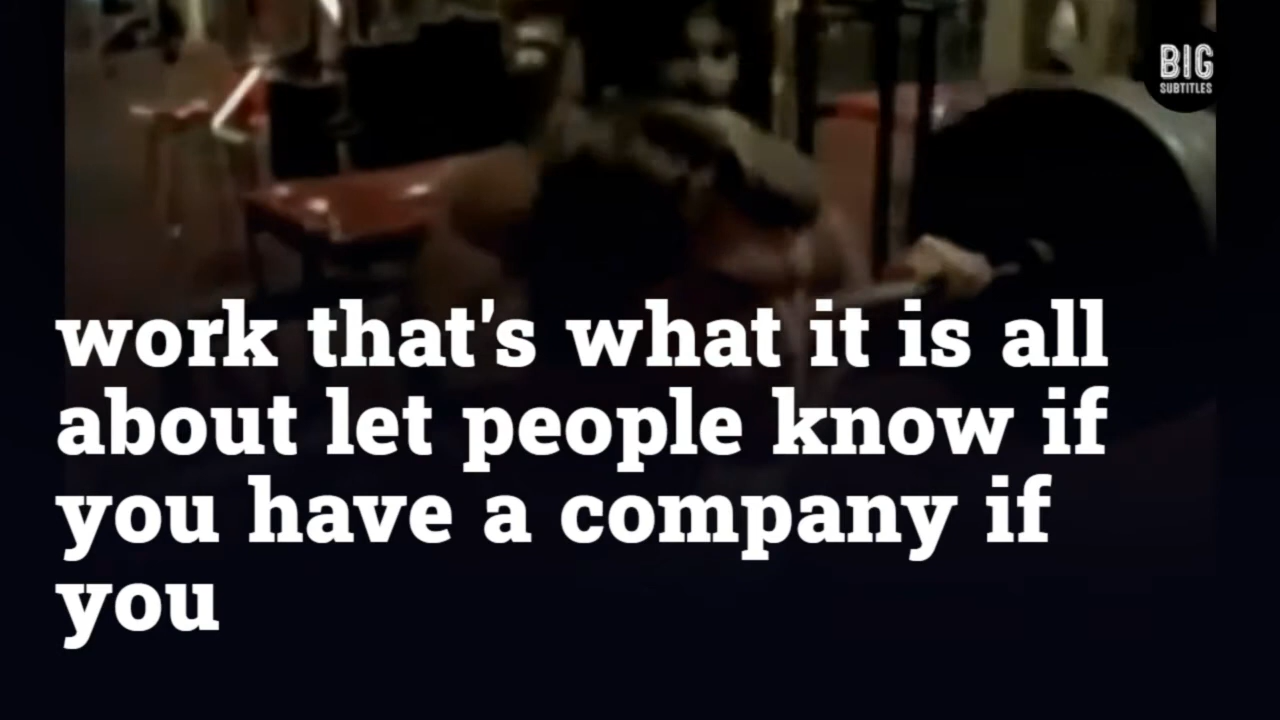 BIG
SUBTITLES
work that's what it is all
about let people know if
you have a company if
you